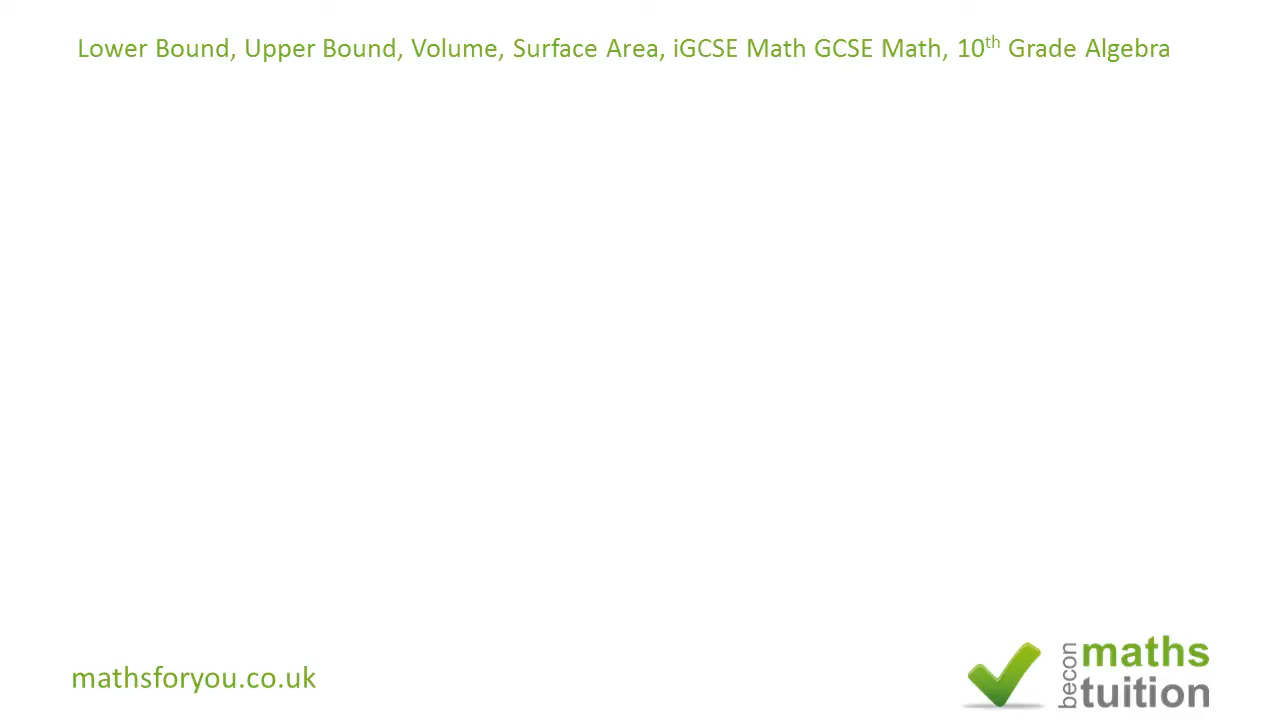 Lower Bound, Upper Bound, Volume, Surface Area, iGCSE Math GCSE Math, 10th Grade Algebra
mathsforyou.co.uk
becon
maths
tuition